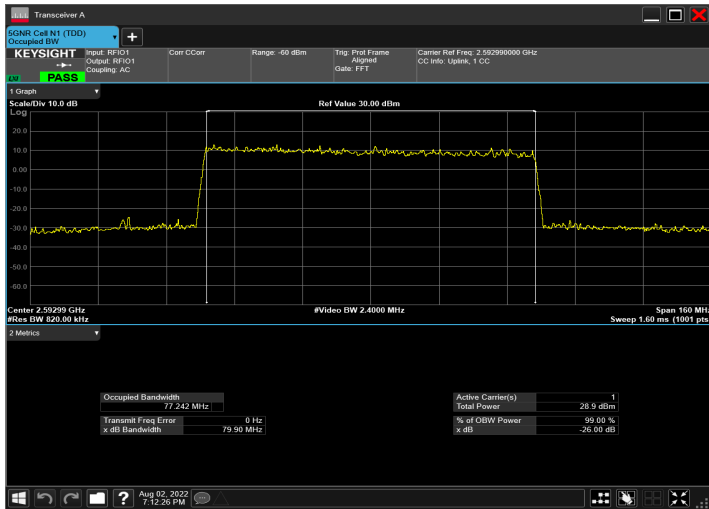 Transceiver A
5GNR Cell N1 (TDD)
Occupied BW
KEYSIGHT
LXI
PASS
Input: RFIO1
Output: RFIO1
Coupling: AC
Corr CCorr
Range: -60 dBm
Trig: Prot Frame
Aligned
Gate: FFT
Carrier Ref Freq: 2.592990000 GHz
CC Info: Uplink, 1 CC
1 Graph
Scale/Div 10.0 dB
Ref Value 30.00 dBm
Log
20.0
10.0
0.00
-10.0
-20.0
-30.0
-40.0
-50.0
-60.0
Center 2.59299 GHz
#Video BW 2.4000 MHz
Span 160 MHz
#Res BW 820.00 kHz
Sweep 1.60 ms (1001 pts)
2 Metrics
Occupied Bandwidth
77.242 MHz
Transmit Freq Error 0 Hz
x dB Bandwidth 79.90 MHz
Active Carrier(s) 1
Total Power 28.9 dBm
% of OBW Power 99.00 %
x dB -26.00 dB
Aug 02, 2022
7:12:26 PM